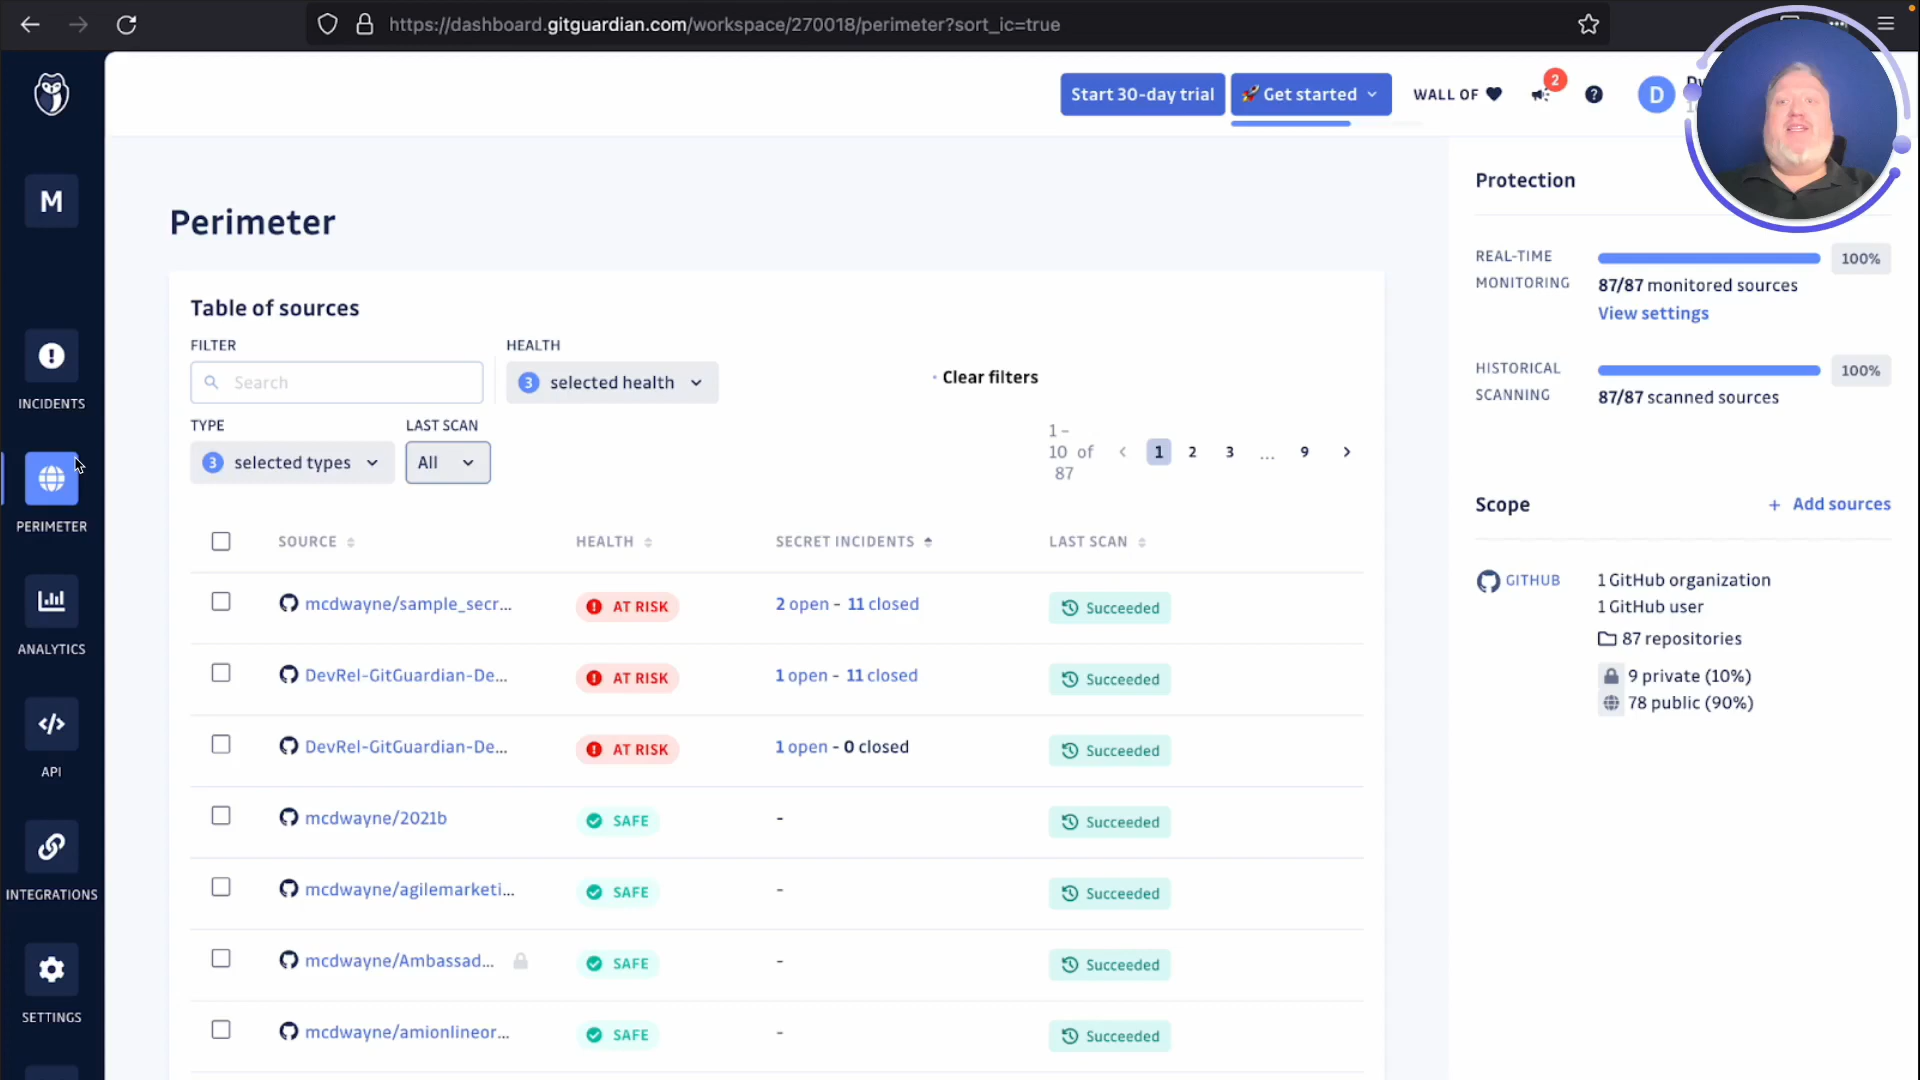 https://dashboard.gitguardian.com/workspace/270018/perimeter?sort_ic=true
Start 30-day trial
🚀 Get started
WALL OF
2
D
M
INCIDENTS
PERIMETER
ANALYTICS
API
INTEGRATIONS
SETTINGS
Perimeter
Table of sources
FILTER
HEALTH
Search
3 selected health
· Clear filters
TYPE
LAST SCAN
3 selected types
All
1 –
10 of
87
1 2 3 ... 9
SOURCE HEALTH SECRET INCIDENTS LAST SCAN
mcdwayne/sample_secr... AT RISK 2 open - 11 closed Succeeded
DevRel-GitGuardian-De... AT RISK 1 open - 11 closed Succeeded
DevRel-GitGuardian-De... AT RISK 1 open - 0 closed Succeeded
mcdwayne/2021b SAFE - Succeeded
mcdwayne/agilemarketi... SAFE - Succeeded
mcdwayne/Ambassad... SAFE - Succeeded
mcdwayne/amionlineor... SAFE - Succeeded
Protection
REAL-TIME
MONITORING
100%
87/87 monitored sources
View settings
HISTORICAL
SCANNING
100%
87/87 scanned sources
Scope
+ Add sources
GITHUB
1 GitHub organization
1 GitHub user
87 repositories
9 private (10%)
78 public (90%)